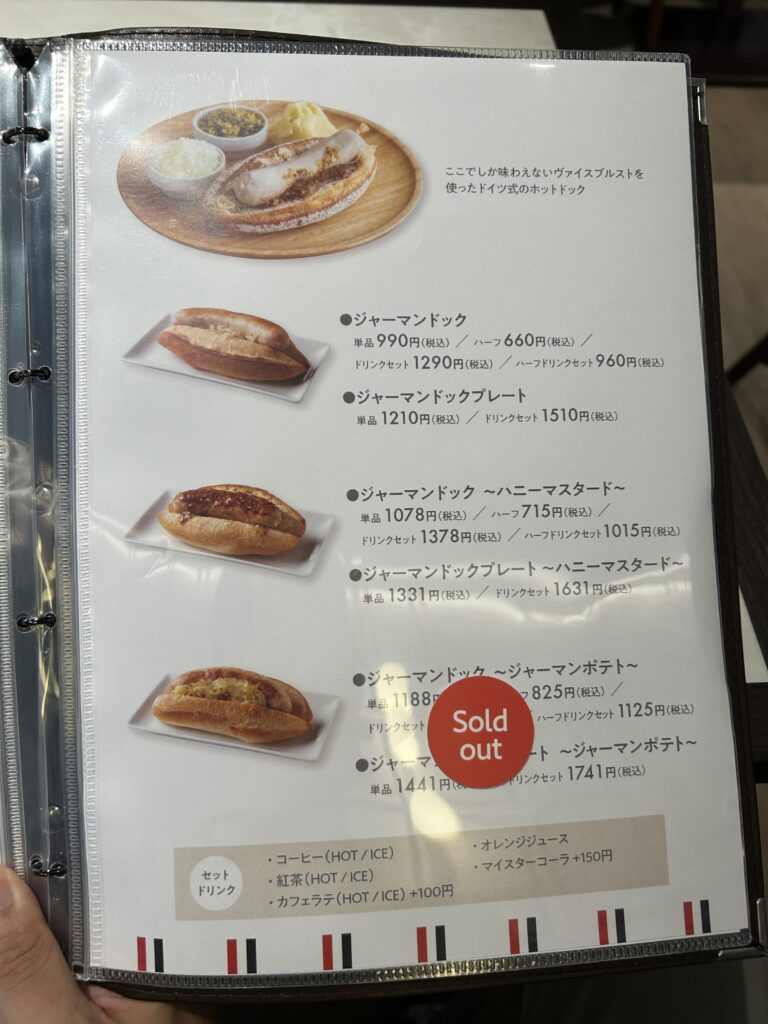 ここでしか味わえないヴァイスブルストを
使ったドイツ式のホットドック
●ジャーマンドック
単品 990円(税込) ／ ハーフ 660円(税込) ／
ドリンクセット 1290円(税込) ／ ハーフドリンクセット 960円(税込)
●ジャーマンドックプレート
単品 1210円(税込) ／ ドリンクセット 1510円(税込)
●ジャーマンドック ～ハニーマスタード～
単品 1078円(税込) ／ ハーフ 715円(税込) ／
ドリンクセット 1378円(税込) ／ ハーフドリンクセット 1015円(税込)
●ジャーマンドックプレート ～ハニーマスタード～
単品 1331円(税込) ／ ドリンクセット 1631円(税込)
●ジャーマンドック ～ジャーマンポテト～
単品 1188 フ 825円(税込) ／
ドリンクセット ハーフドリンクセット 1125円(税込)
Sold
out
●ジャーマ ート ～ジャーマンポテト～
単品 1441円 ドリンクセット 1741円(税込)
セット
ドリンク
・コーヒー(HOT / ICE)
・紅茶(HOT / ICE)
・カフェラテ(HOT / ICE) +100円
・オレンジジュース
・マイスターコーラ +150円